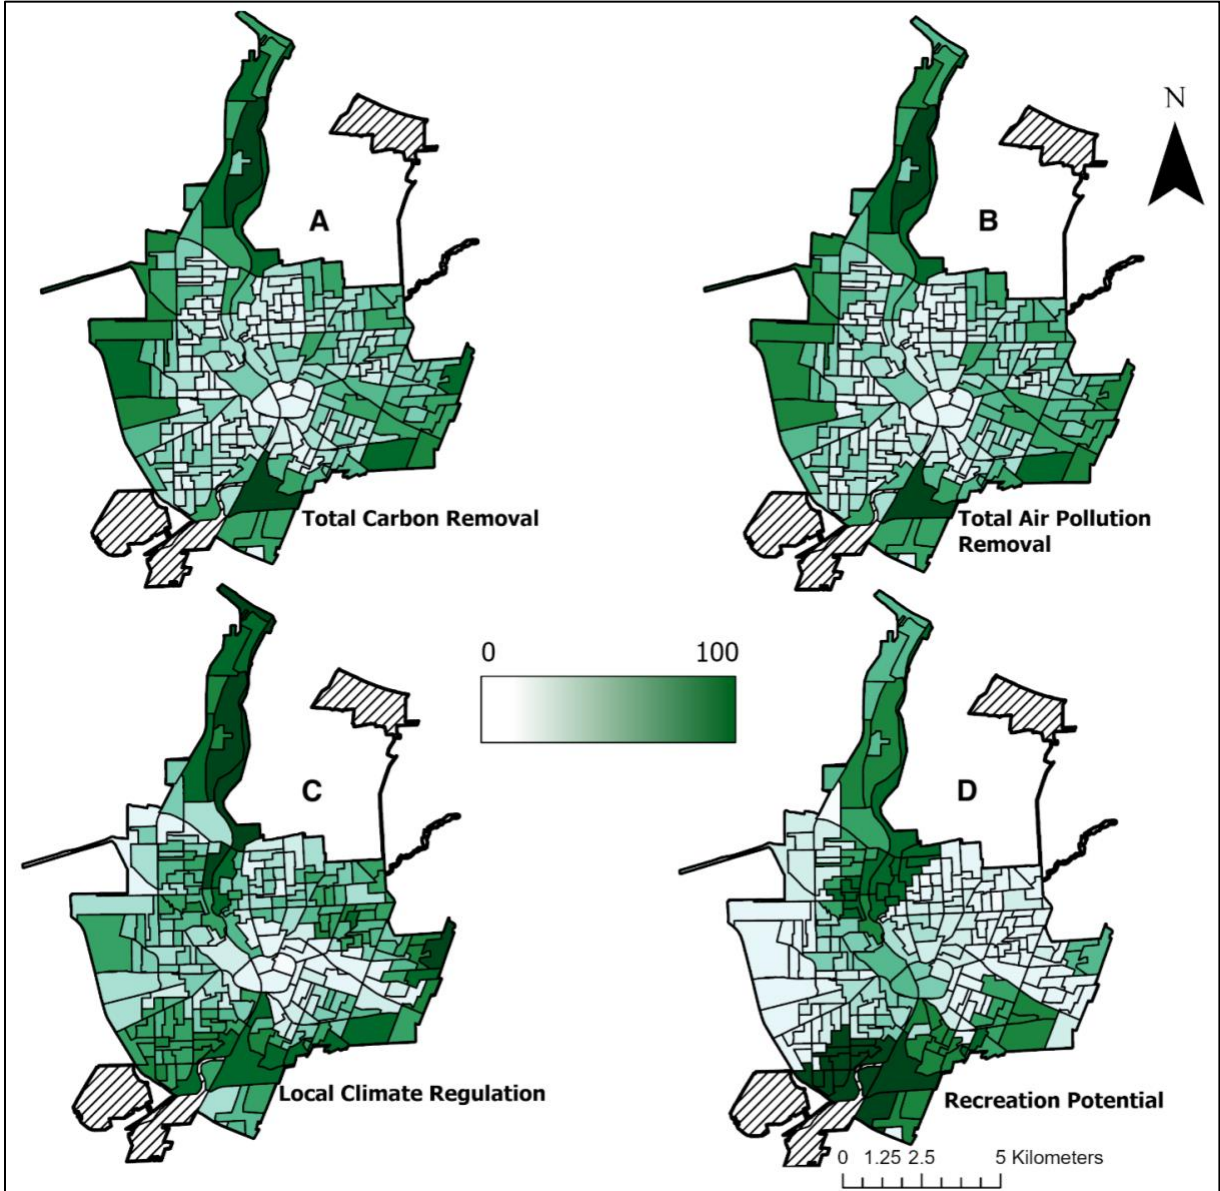 N
A
B
Total Carbon Removal
Total Air Pollution
Removal
0 100
C
D
Local Climate Regulation
Recreation Potential
0 1.25 2.5 5 Kilometers